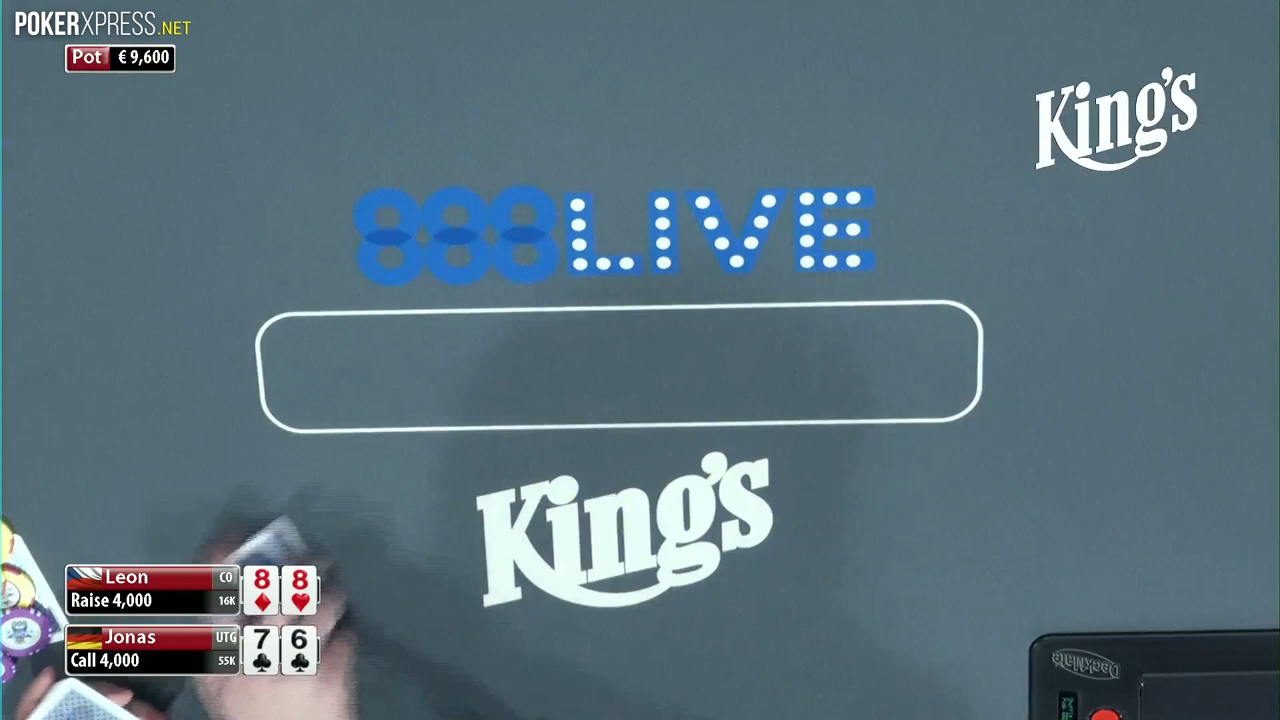 POKERXPRESS.NET
Pot € 9,600
King's
888LIVE
King's
Leon CO 8 8
Raise 4,000 16K
Jonas UTG 7 6
Call 4,000 55K
DeckMate